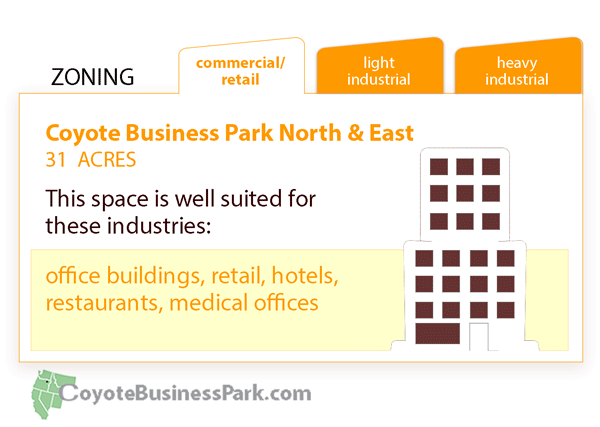 ZONING
commercial/
retail
light
industrial
heavy
industrial
Coyote Business Park North & East
31 ACRES
This space is well suited for
these industries:
office buildings, retail, hotels,
restaurants, medical offices
CoyoteBusinessPark.com